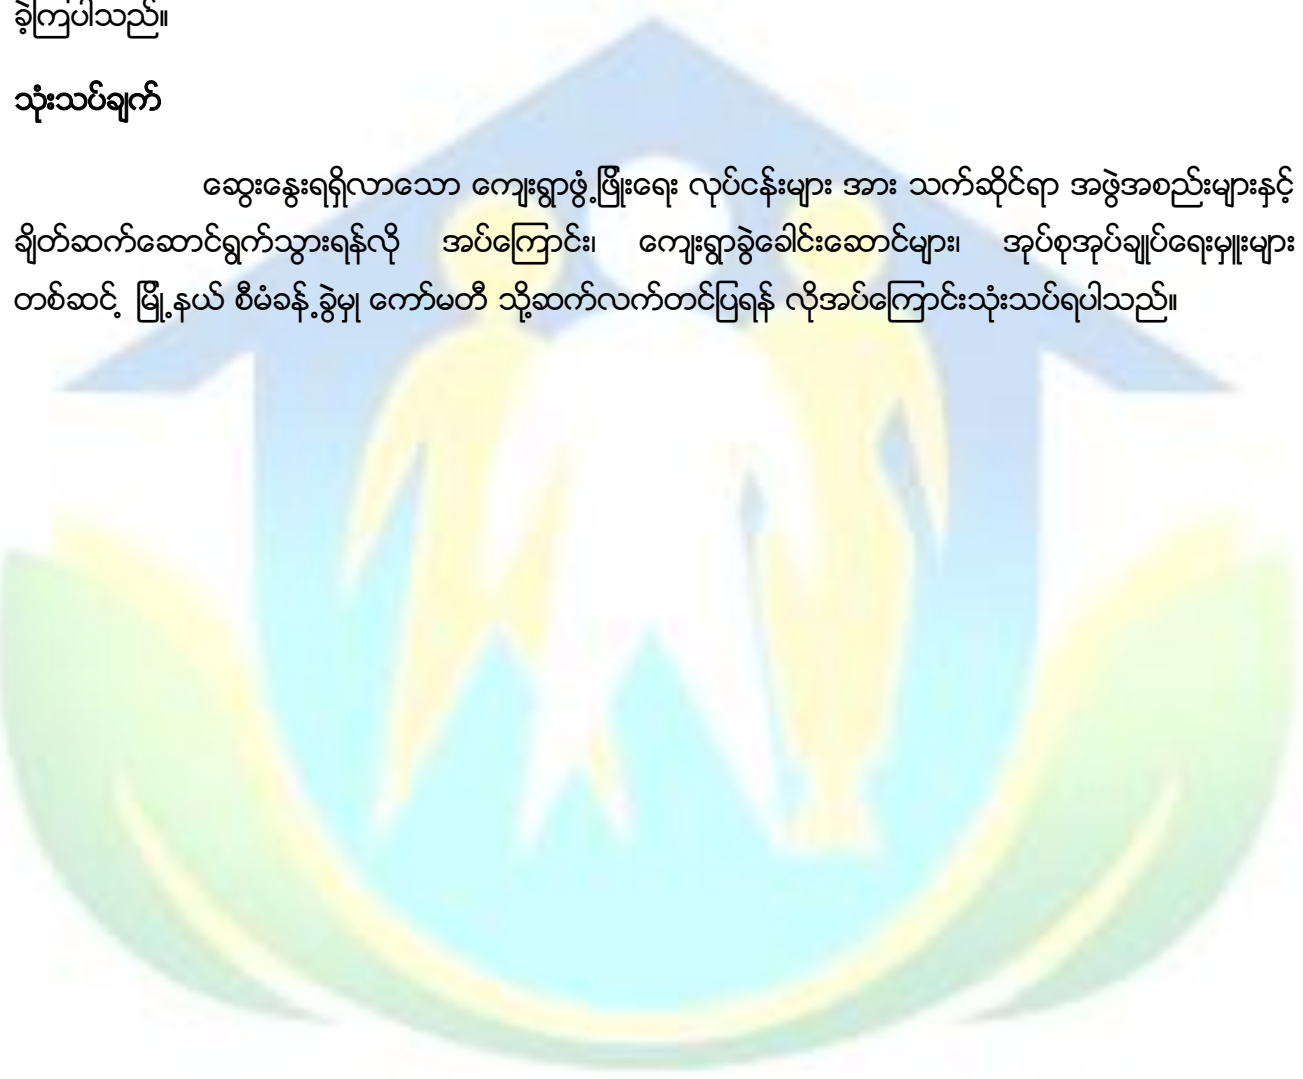 ခဲ့ကြပါသည်။
သုံးသပ်ချက်
ဆွေးနွေးရရှိလာသော ကျေးရွာဖွံ့ဖြိုးရေး လုပ်ငန်းများ အား သက်ဆိုင်ရာ အဖွဲအစည်းများနှင့်
ချိတ်ဆက်ဆောင်ရွက်သွားရန်လို အပ်ကြောင်း၊ ကျေးရွာခွဲခေါင်းဆောင်များ၊ အုပ်စုအုပ်ချုပ်ရေးမှူးများ
တစ်ဆင့် မြို့နယ် စီမံခန့်ခွဲမှု ကော်မတီ သို့ဆက်လက်တင်ပြရန် လိုအပ်ကြောင်းသုံးသပ်ရပါသည်။